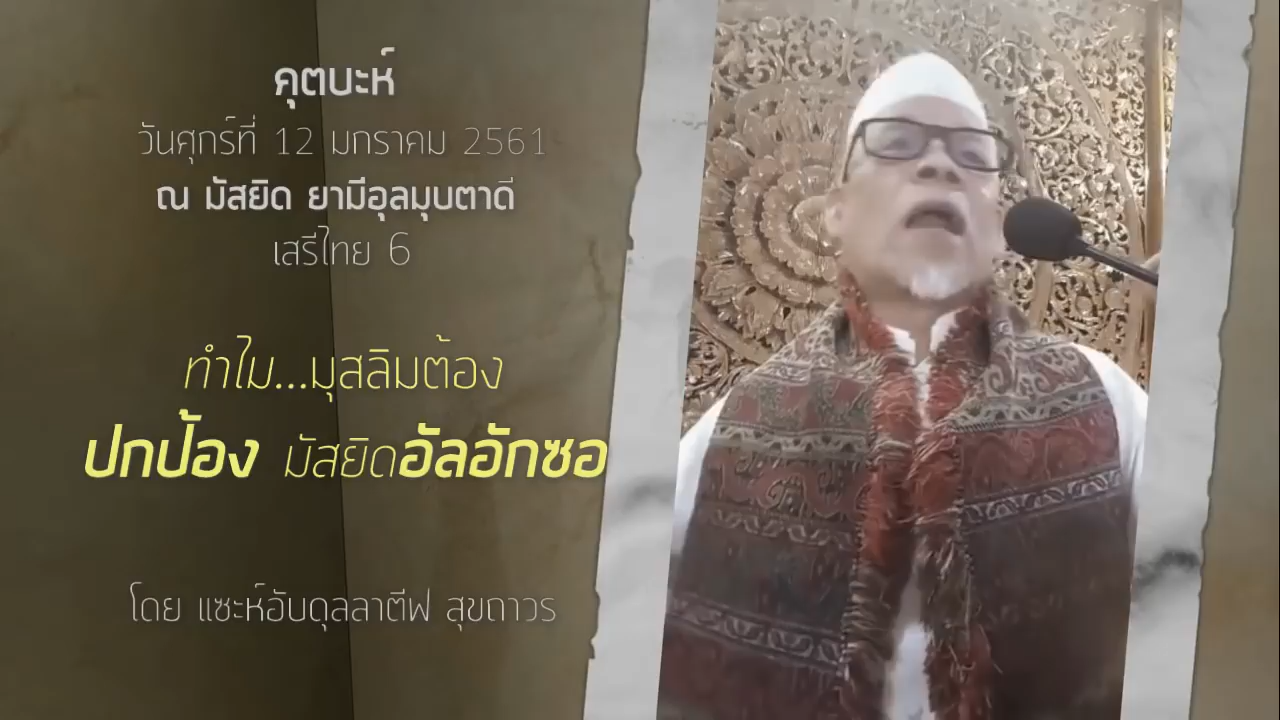 คุตบะห์
วันศุกร์ที่ 12 มกราคม 2561
ณ มัสยิด ยามีอุลมุบตาดี
เสรีไทย 6
ทำไม...มุสลิมต้อง
ปกป้อง มัสยิดอัลอักซอ
โดย แซะห์อับดุลลาตีฟ สุขถาวร